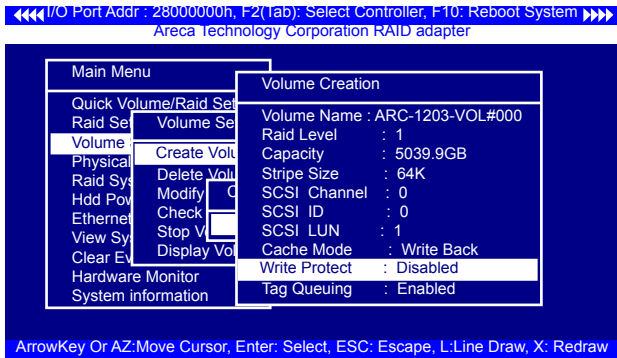 I/O Port Addr : 28000000h, F2(Tab): Select Controller, F10: Reboot System
Areca Technology Corporation RAID adapter
Main Menu
Quick Volume/Raid Set
Raid Set
Volume
Physical
Raid Sys
Hdd Pow
Ethernet
View Sys
Clear Ev
Hardware Monitor
System information
Volume Se
Create Volu
Delete Volu
Modify
Check
Stop V
Display Vol
C
Volume Creation
Volume Name : ARC-1203-VOL#000
Raid Level : 1
Capacity : 5039.9GB
Stripe Size : 64K
SCSI Channel : 0
SCSI ID : 0
SCSI LUN : 1
Cache Mode : Write Back
Write Protect : Disabled
Tag Queuing : Enabled
ArrowKey Or AZ:Move Cursor, Enter: Select, ESC: Escape, L:Line Draw, X: Redraw